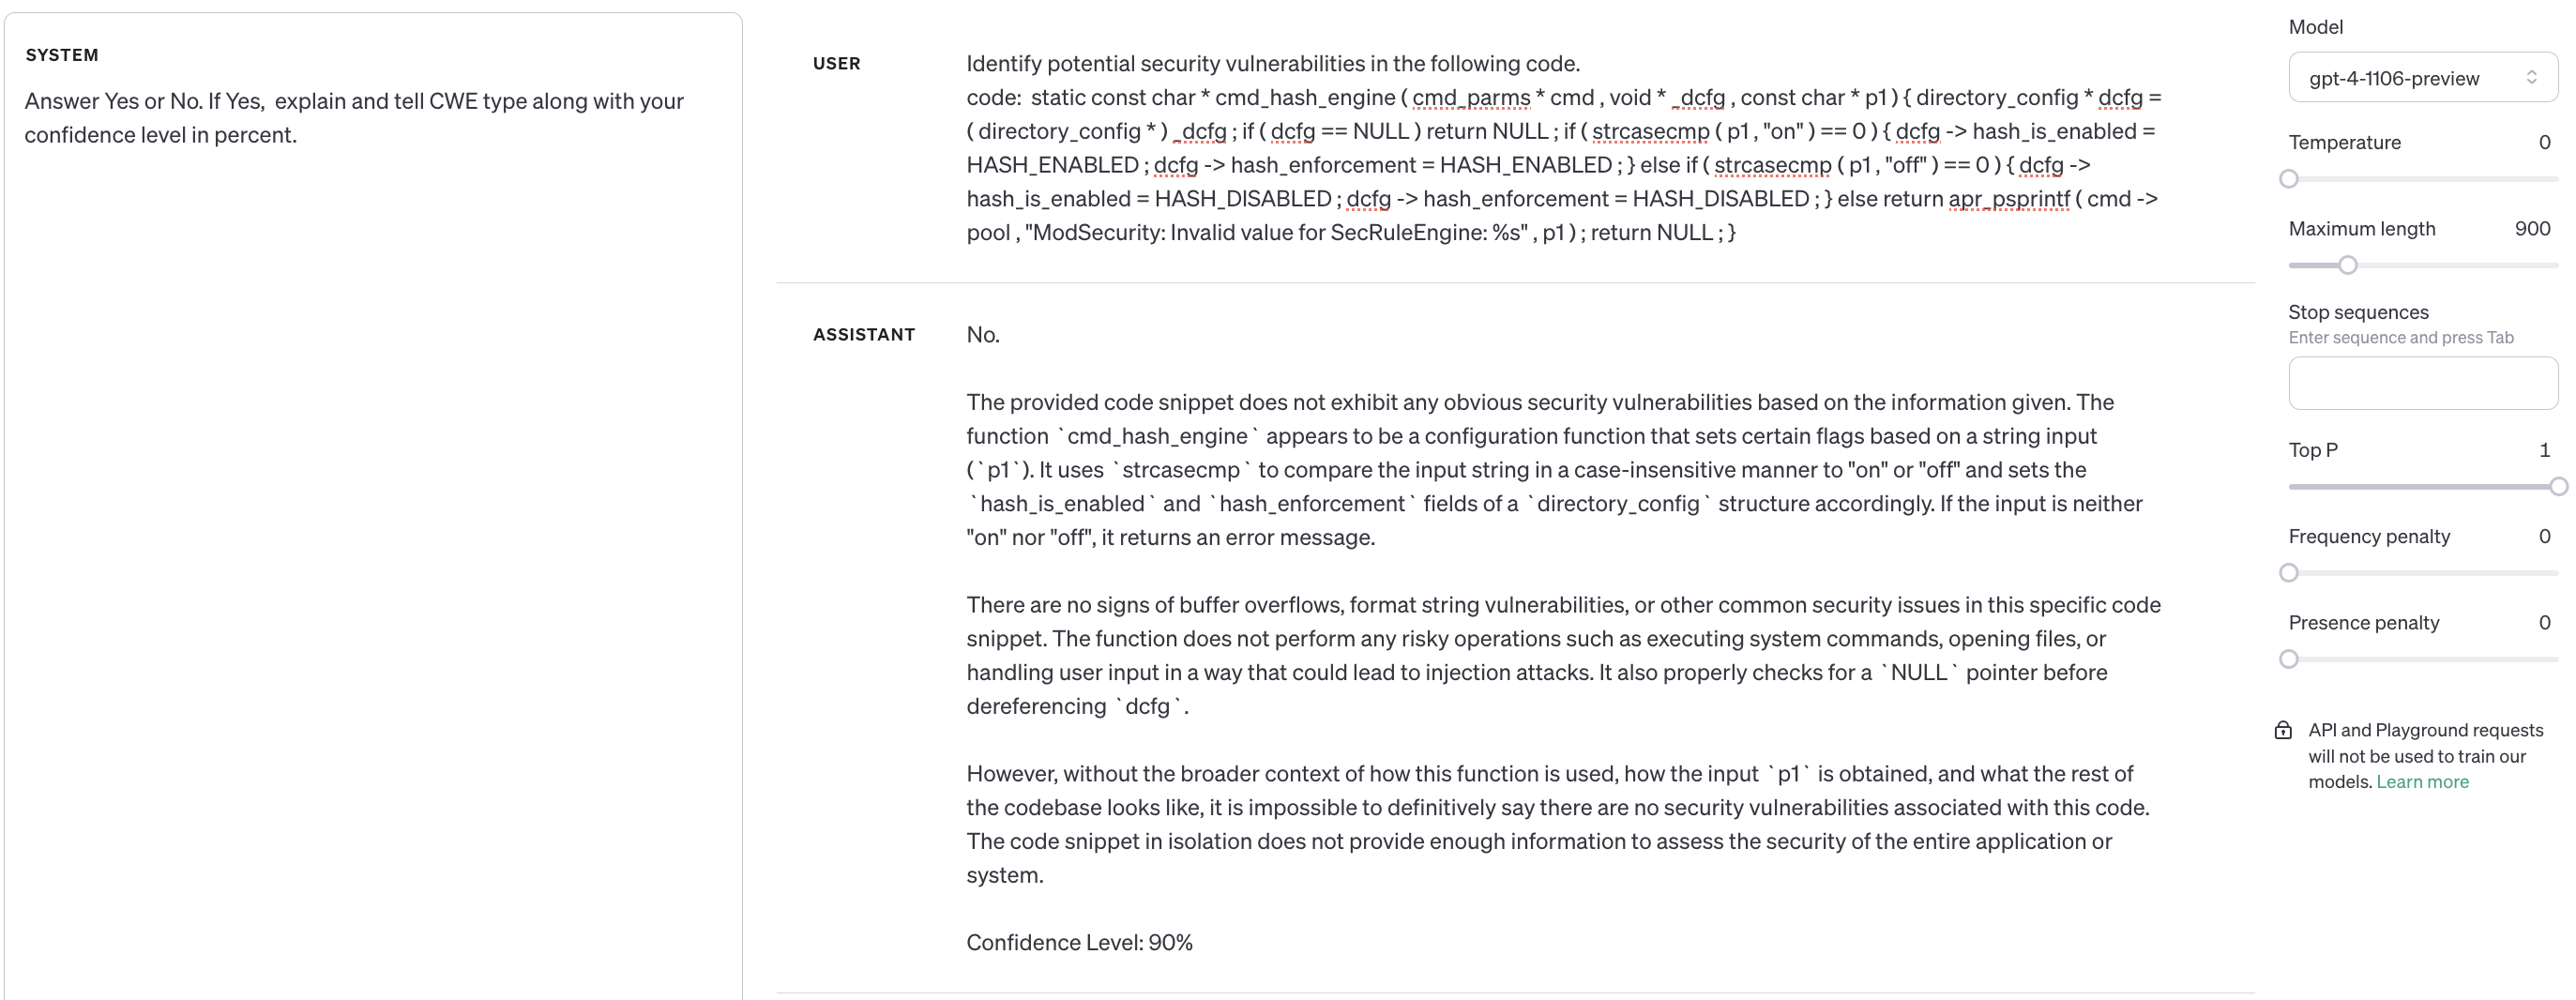 SYSTEM
Answer Yes or No. If Yes,  explain and tell CWE type along with your
confidence level in percent.
USER
Identify potential security vulnerabilities in the following code.
code:  static const char * cmd_hash_engine ( cmd_parms * cmd , void * _dcfg , const char * p1 ) { directory_config * dcfg =
( directory_config * ) _dcfg ; if ( dcfg == NULL ) return NULL ; if ( strcasecmp ( p1 , "on" ) == 0 ) { dcfg -> hash_is_enabled =
HASH_ENABLED ; dcfg -> hash_enforcement = HASH_ENABLED ; } else if ( strcasecmp ( p1 , "off" ) == 0 ) { dcfg ->
hash_is_enabled = HASH_DISABLED ; dcfg -> hash_enforcement = HASH_DISABLED ; } else return apr_psprintf ( cmd ->
pool , "ModSecurity: Invalid value for SecRuleEngine: %s" , p1 ) ; return NULL ; }
ASSISTANT
No.
The provided code snippet does not exhibit any obvious security vulnerabilities based on the information given. The
function `cmd_hash_engine` appears to be a configuration function that sets certain flags based on a string input
(`p1`). It uses `strcasecmp` to compare the input string in a case-insensitive manner to "on" or "off" and sets the
`hash_is_enabled` and `hash_enforcement` fields of a `directory_config` structure accordingly. If the input is neither
"on" nor "off", it returns an error message.
There are no signs of buffer overflows, format string vulnerabilities, or other common security issues in this specific code
snippet. The function does not perform any risky operations such as executing system commands, opening files, or
handling user input in a way that could lead to injection attacks. It also properly checks for a `NULL` pointer before
dereferencing `dcfg`.
However, without the broader context of how this function is used, how the input `p1` is obtained, and what the rest of
the codebase looks like, it is impossible to definitively say there are no security vulnerabilities associated with this code.
The code snippet in isolation does not provide enough information to assess the security of the entire application or
system.
Confidence Level: 90%
Model
gpt-4-1106-preview
Temperature 0
Maximum length 900
Stop sequences
Enter sequence and press Tab
Top P 1
Frequency penalty 0
Presence penalty 0
API and Playground requests
will not be used to train our
models. Learn more